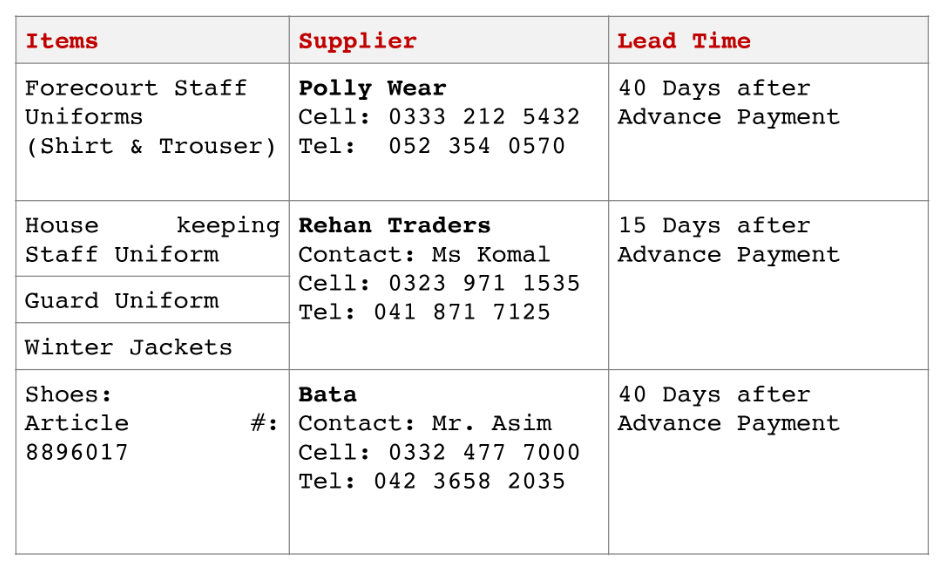 Items
Supplier
Lead Time
Forecourt Staff
Uniforms
(Shirt & Trouser)
Polly Wear
Cell: 0333 212 5432
Tel:  052 354 0570
40 Days after
Advance Payment
House keeping
Staff Uniform
Guard Uniform
Winter Jackets
Rehan Traders
Contact: Ms Komal
Cell: 0323 971 1535
Tel: 041 871 7125
15 Days after
Advance Payment
Shoes:
Article #:
8896017
Bata
Contact: Mr. Asim
Cell: 0332 477 7000
Tel: 042 3658 2035
40 Days after
Advance Payment